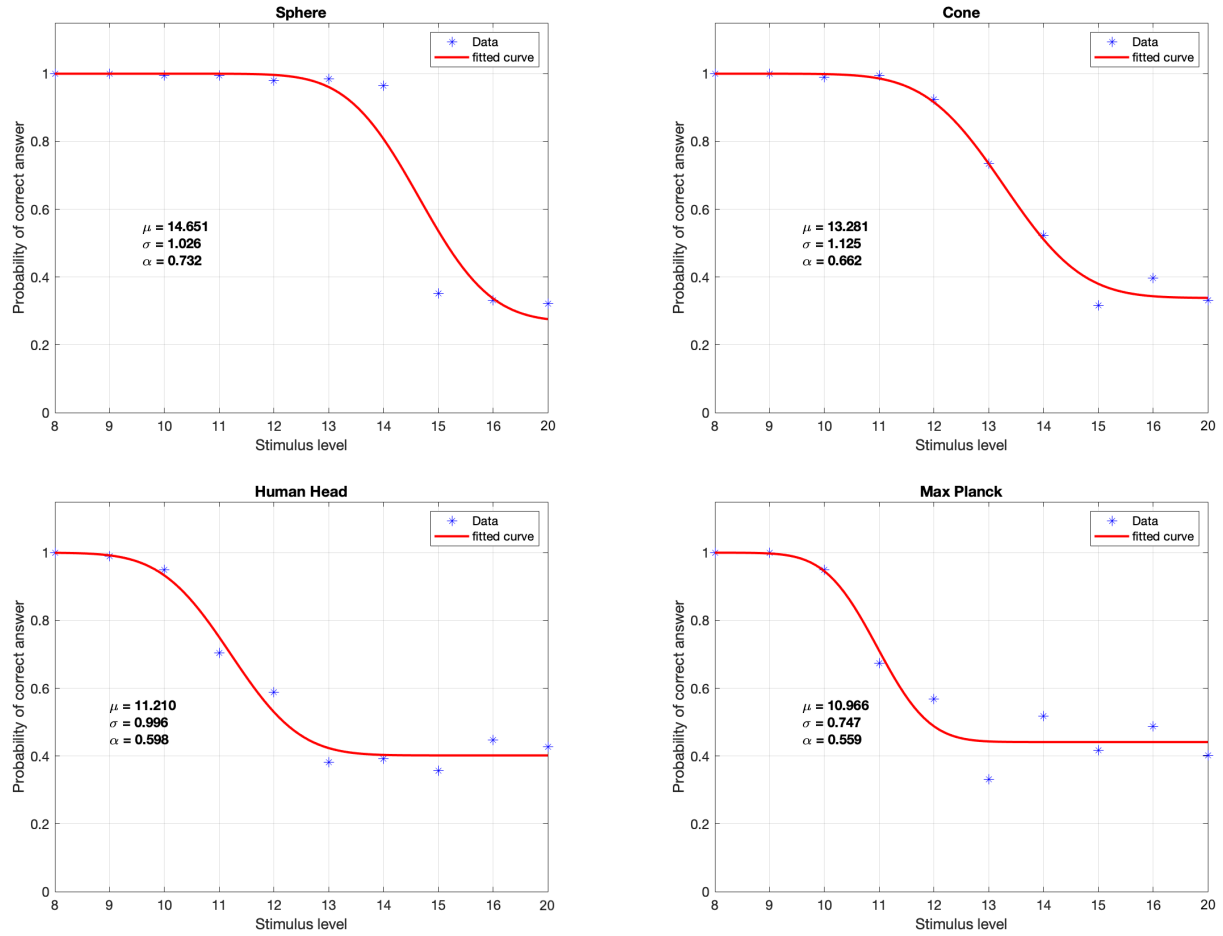 Sphere
Data
fitted curve
Probability of correct answer
1
0.8
0.6
0.4
0.2
0
μ = 14.651
σ = 1.026
α = 0.732
8 9 10 11 12 13 14 15 16 20
Stimulus level
Cone
Data
fitted curve
Probability of correct answer
1
0.8
0.6
0.4
0.2
0
μ = 13.281
σ = 1.125
α = 0.662
8 9 10 11 12 13 14 15 16 20
Stimulus level
Human Head
Data
fitted curve
Probability of correct answer
1
0.8
0.6
0.4
0.2
0
μ = 11.210
σ = 0.996
α = 0.598
8 9 10 11 12 13 14 15 16 20
Stimulus level
Max Planck
Data
fitted curve
Probability of correct answer
1
0.8
0.6
0.4
0.2
0
μ = 10.966
σ = 0.747
α = 0.559
8 9 10 11 12 13 14 15 16 20
Stimulus level